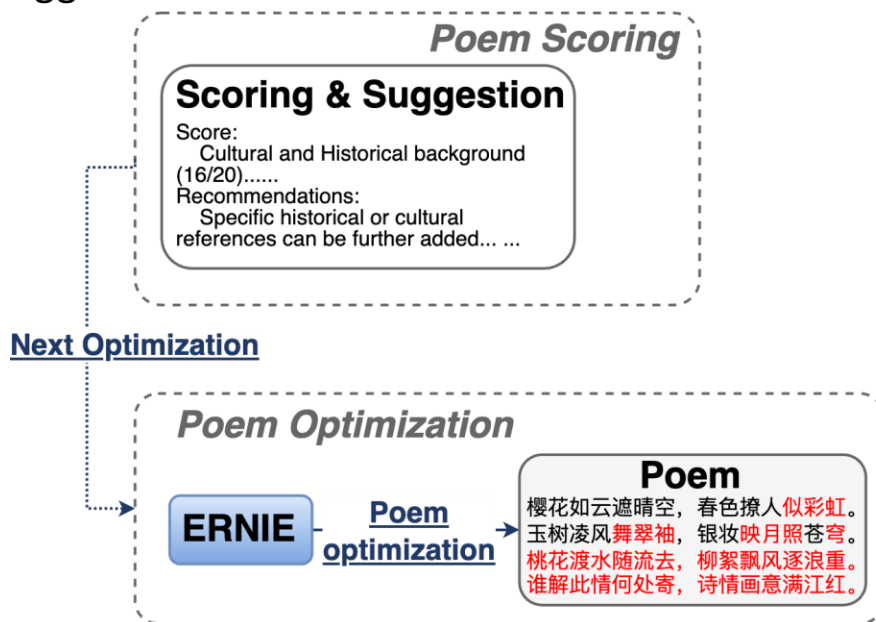 Poem Scoring
Scoring & Suggestion
Score:
Cultural and Historical background
(16/20)......
Recommendations:
Specific historical or cultural
references can be further added... ...
Next Optimization
Poem Optimization
ERNIE
Poem
optimization
Poem
樱花如云遮晴空，春色撩人似彩虹。
玉树凌风舞翠袖，银妆映月照苍穹。
桃花渡水随流去，柳絮飘风逐浪重。
谁解此情何处寄，诗情画意满江红。